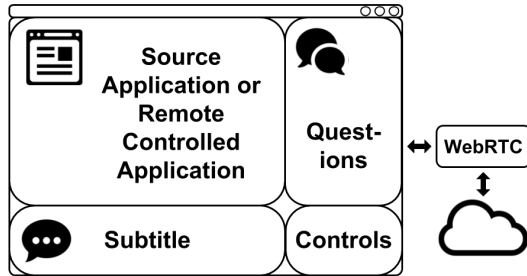 Source
Application or
Remote
Controlled
Application
Quest-
ions
WebRTC
Subtitle
Controls